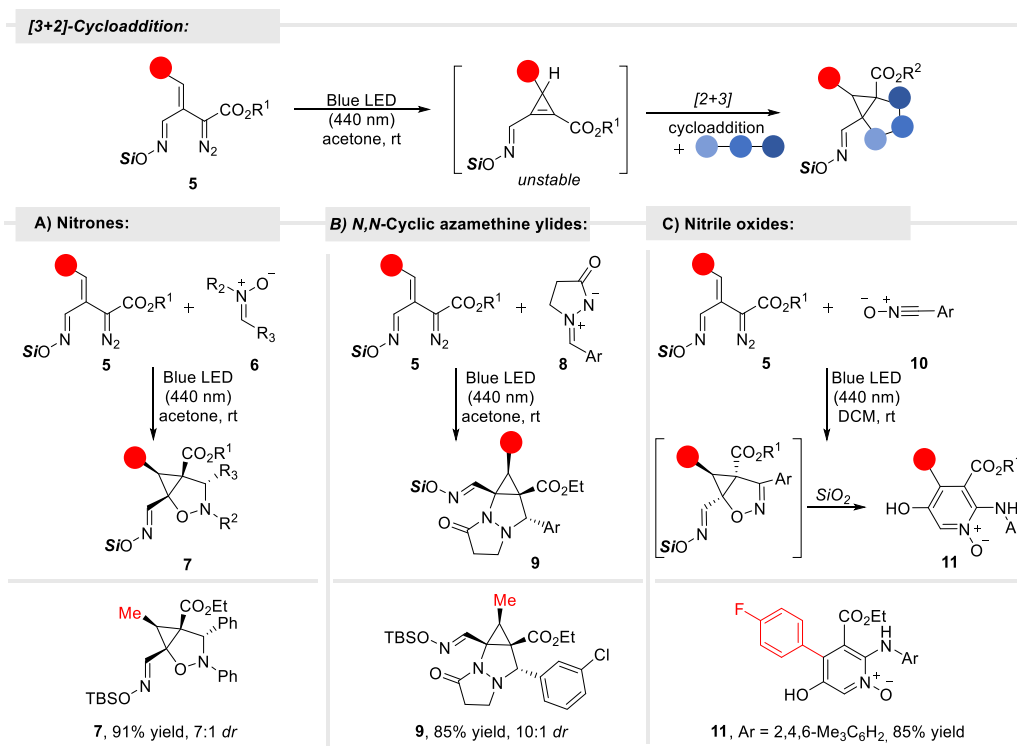 [3+2]-Cycloaddition:
CO₂R¹
N₂
N
SiO
5
Blue LED
(440 nm)
acetone, rt
H
CO₂R¹
N
SiO
unstable
[2+3]
cycloaddition
+
CO₂R²
N
SiO
A) Nitrones:
CO₂R¹
N₂
N
SiO
5
+
R₂ N⁺ O⁻
R₃
6
Blue LED
(440 nm)
acetone, rt
CO₂R¹
R₃
O N R²
N
SiO
7
Me
CO₂Et
Ph
O N Ph
N
TBSO
7, 91% yield, 7:1 dr
B) N,N-Cyclic azamethine ylides:
CO₂R¹
N₂
N
SiO
5
+
O
N⁻
N⁺
Ar
8
Blue LED
(440 nm)
acetone, rt
SiO N
CO₂Et
N
O N Ar
9
Me
TBSO N
CO₂Et
Cl
N
O N
9, 85% yield, 10:1 dr
C) Nitrile oxides:
CO₂R¹
N₂
N
SiO
5
+
⁻O N⁺ Ar
10
Blue LED
(440 nm)
DCM, rt
CO₂R¹
Ar
O N
N
SiO
SiO₂
CO₂R
HO NH
N⁺ A
O⁻
11
F
CO₂Et
H
N
Ar
HO N⁺ O⁻
11, Ar = 2,4,6-Me₃C₆H₂, 85% yield